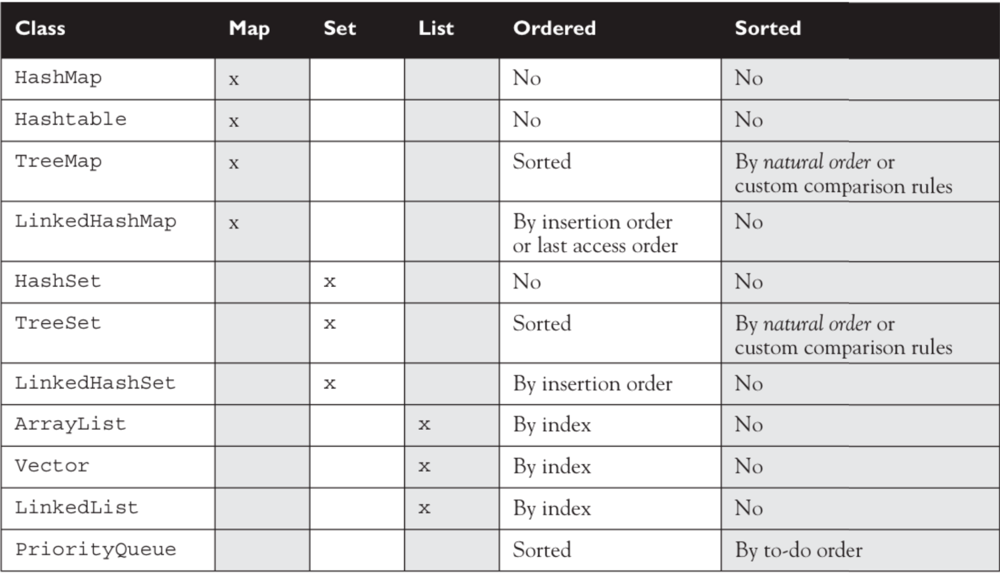 Class Map Set List Ordered Sorted
HashMap x No No
Hashtable x No No
TreeMap x Sorted By natural order or
custom comparison rules
LinkedHashMap x By insertion order No
or last access order
HashSet x No No
TreeSet x Sorted By natural order or
custom comparison rules
LinkedHashSet x By insertion order No
ArrayList x By index No
Vector x By index No
LinkedList x By index No
PriorityQueue Sorted By to-do order